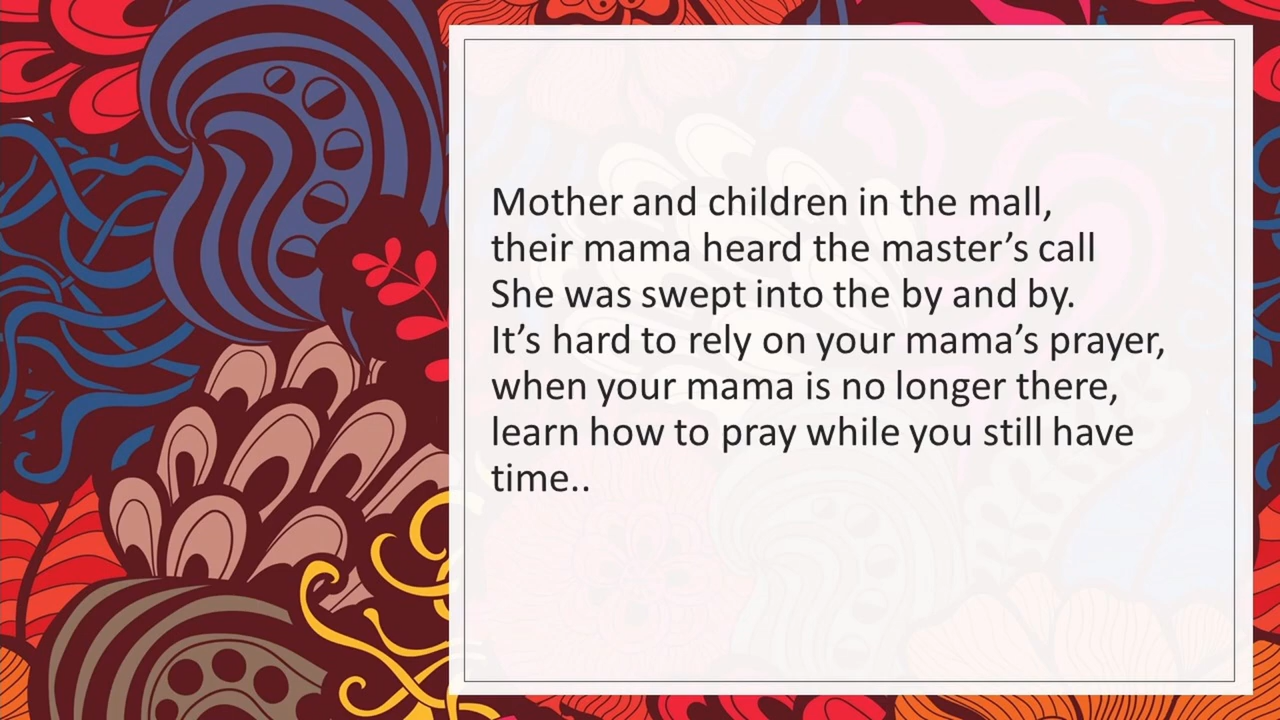 Mother and children in the mall,
their mama heard the master’s call
She was swept into the by and by.
It’s hard to rely on your mama’s prayer,
when your mama is no longer there,
learn how to pray while you still have
time..